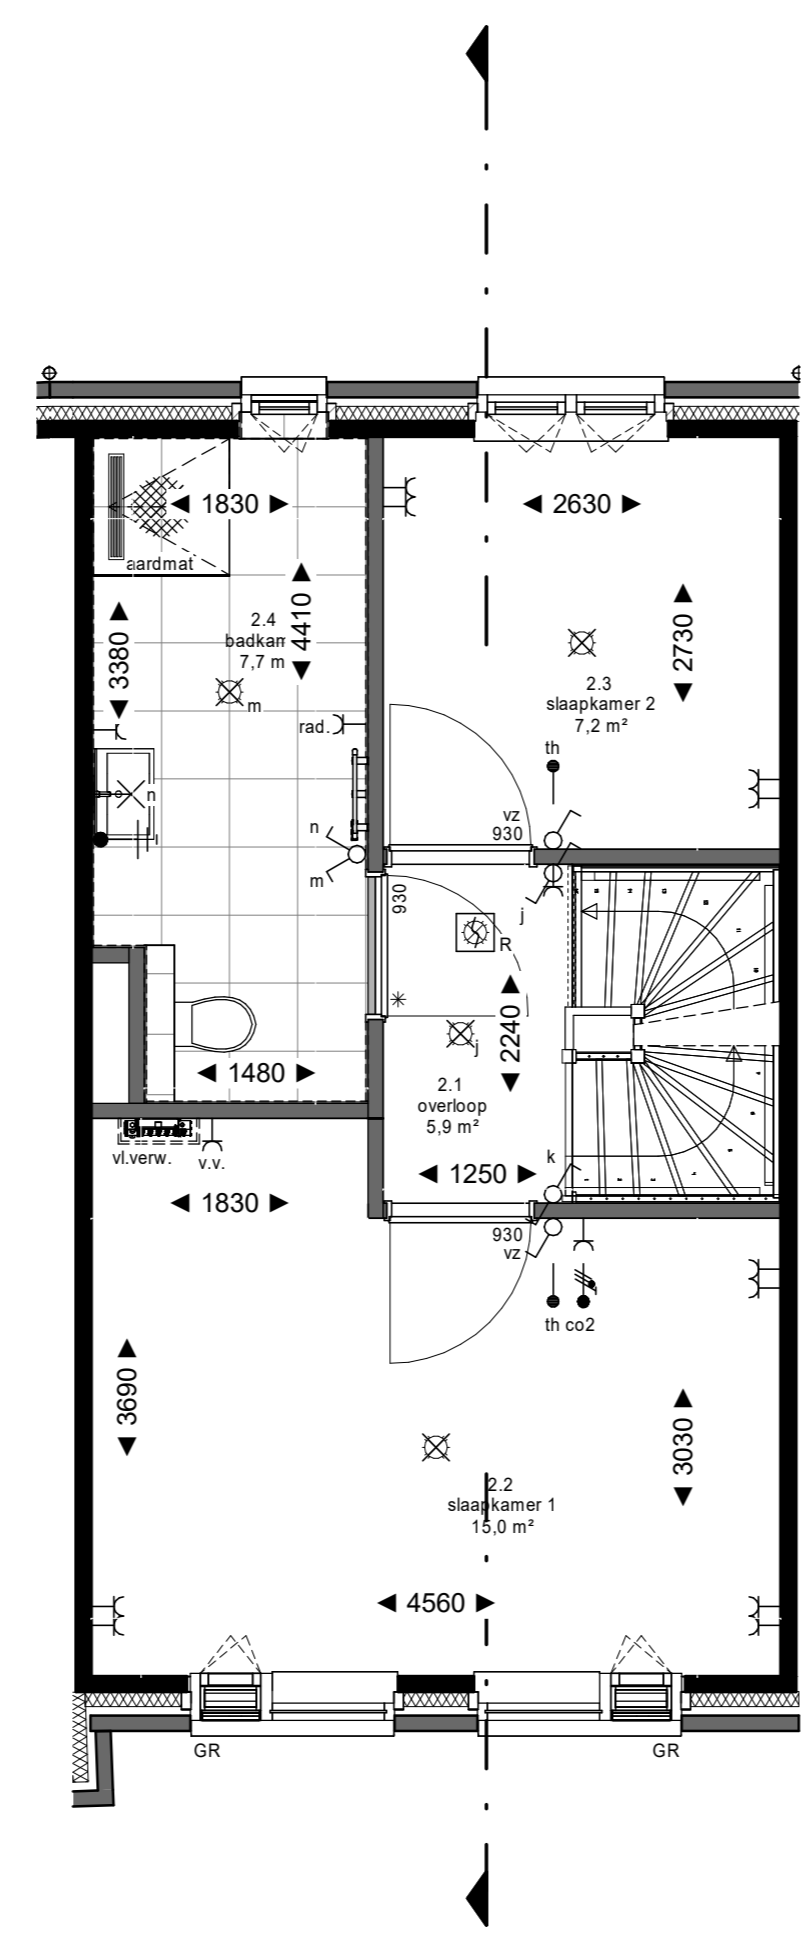 1830
2630
aardmat
4410
2730
3380
2.4
7,7 m
m
2.3
slaapkamer 2
7,2 m²
rad.
th
n
vz
930
n
m
930
j
R
2240
j
1480
2.1
overloop
5,9 m²
vl.verw.
v.v.
k
1830
1250
930
vz
th co2
3690
3030
2.2
slaapkamer 1
15,0 m²
4560
GR
GR